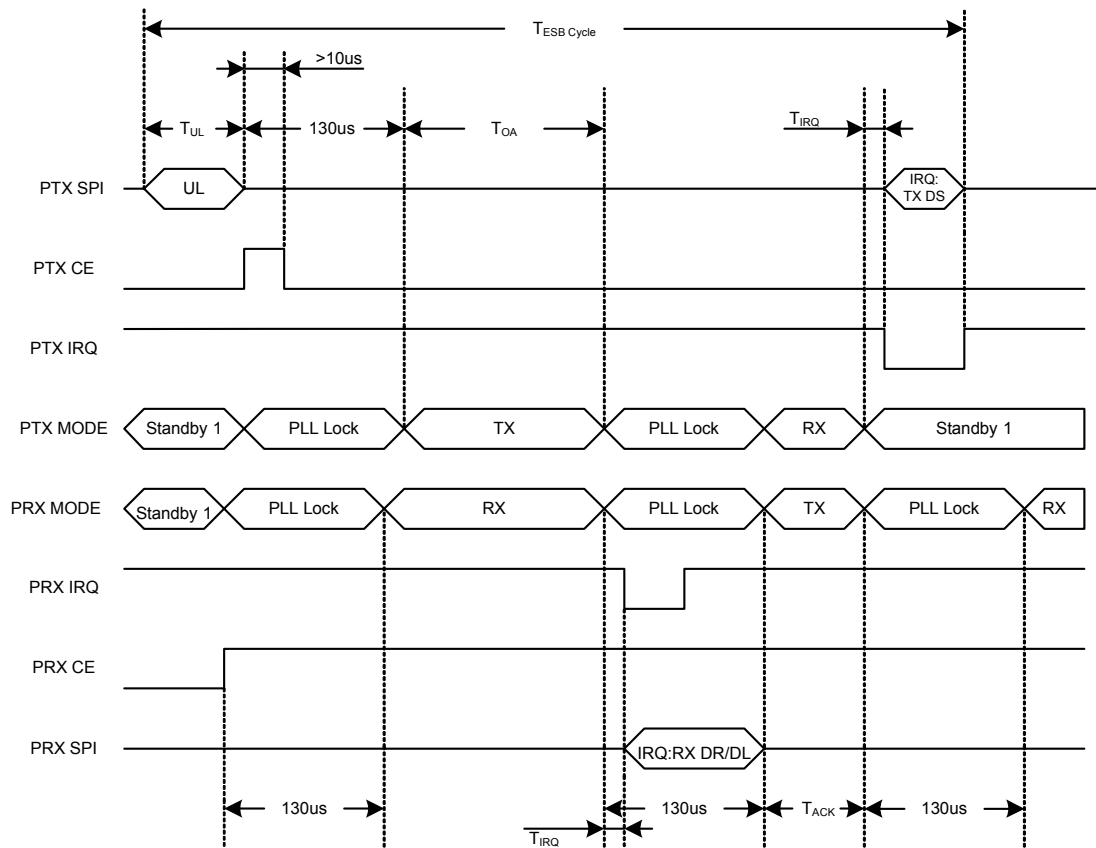 TESB Cycle
>10us
TUL
130us
TOA
TIRQ
PTX SPI
UL
IRQ:
TX DS
PTX CE
PTX IRQ
PTX MODE
Standby 1
PLL Lock
TX
PLL Lock
RX
Standby 1
PRX MODE
Standby 1
PLL Lock
RX
PLL Lock
TX
PLL Lock
RX
PRX IRQ
PRX CE
PRX SPI
IRQ:RX DR/DL
130us
130us
TACK
130us
TIRQ